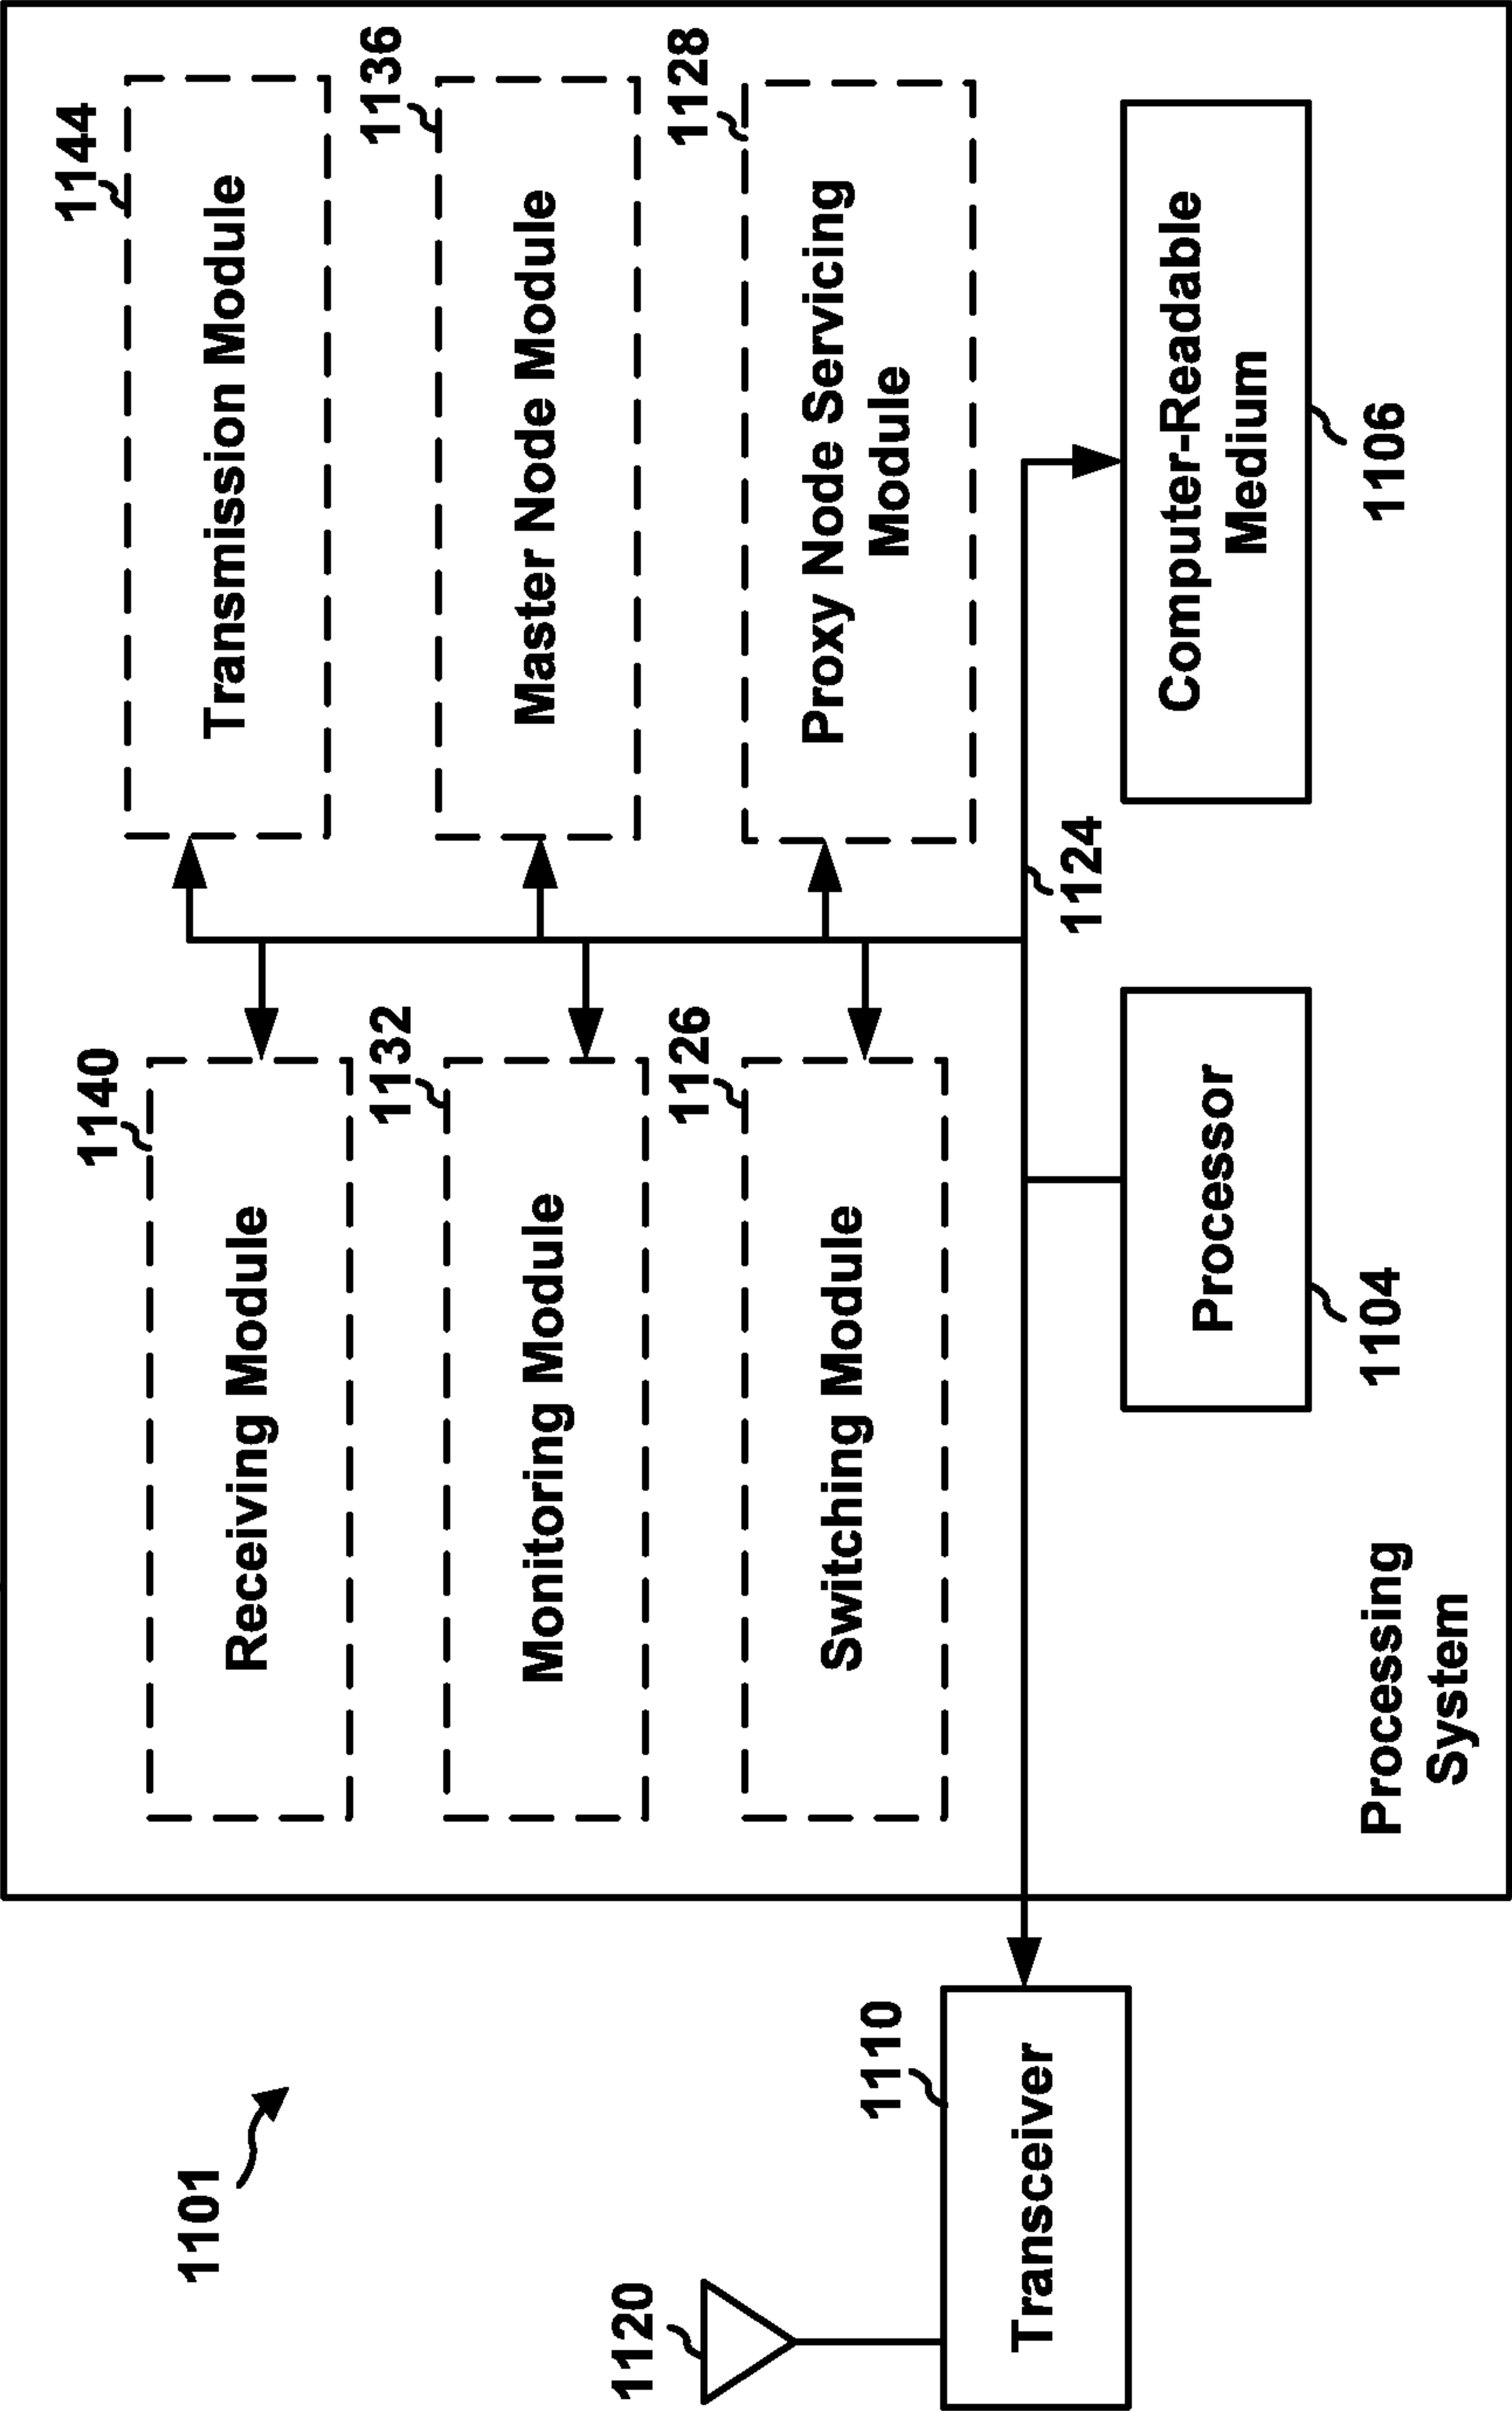 1101
1140
Receiving Module
1144
Transmission Module
1132
Monitoring Module
1136
Master Node Module
1126
Switching Module
1128
Proxy Node Servicing
Module
1120
1110
Transceiver
1124
Processor
1104
Computer-Readable
Medium
1106
Processing
System